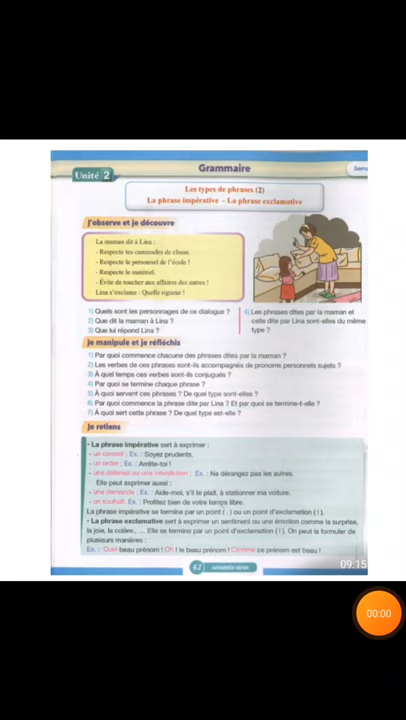 Grammaire
Unité 2
Les types de phrases (2)
La phrase impérative - La phrase exclamative
J'observe et je découvre
La maman dit à Lina :
- Respecte tes camarades de classe.
- Respecte le personnel de l'école !
- Respecte le matériel.
- Évite de toucher aux affaires des autres !
Lina s'exclame : Quelle rigueur !
1) Quels sont les personnages de ce dialogue ?
2) Que dit la maman à Lina ?
3) Que lui répond Lina ?
4) Les phrases dites par la maman et
celle dite par Lina sont-elles du même
type ?
Je manipule et je réfléchis
1) Par quoi commence chacune des phrases dites par la maman ?
2) Les verbes de ces phrases sont-ils accompagnés de pronoms personnels sujets ?
3) À quel temps ces verbes sont-ils conjugués ?
4) Par quoi se termine chaque phrase ?
5) À quoi servent ces phrases ? De quel type sont-elles ?
6) Par quoi commence la phrase dite par Lina ? Et par quoi se termine-t-elle ?
7) À quoi sert cette phrase ? De quel type est-elle ?
Je retiens
• La phrase impérative sert à exprimer :
- un conseil ; Ex. : Soyez prudents.
- un ordre ; Ex. : Arrête-toi !
- une défense ou une interdiction ; Ex. : Ne dérangez pas les autres.
Elle peut exprimer aussi :
- une demande ; Ex. : Aide-moi, s'il te plaît, à stationner ma voiture.
- un souhait. Ex. : Profitez bien de votre temps libre.
La phrase impérative se termine par un point (.) ou un point d'exclamation (!).
• La phrase exclamative sert à exprimer un sentiment ou une émotion comme la surprise,
la joie, la colère, ... Elle se termine par un point d'exclamation (!). On peut la formuler de
plusieurs manières :
Ex. : Quel beau prénom ! Oh ! le beau prénom ! Comme ce prénom est beau !
62 soixante-deux
09:15
00:00